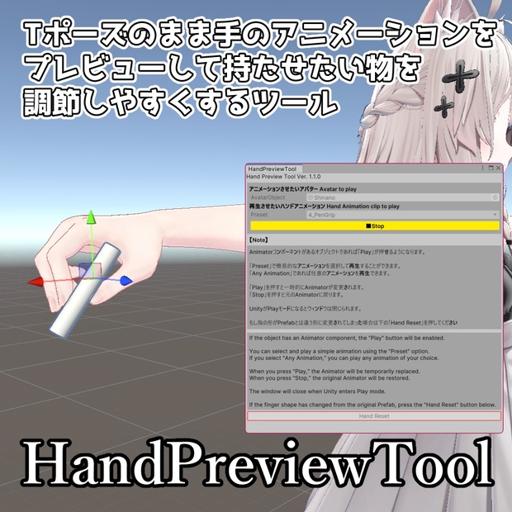 Tポーズのまま手のアニメーションを
プレビューして持たせたい物を
調節しやすくするツール
HandPreviewTool
Hand Preview Tool Ver. 1.1.0
アニメーションさせたいアバター Avatar to play
AvatarObject Shinano
再生させたいハンドアニメーション Hand Animation clip to play
Preset 4_PenGrip
■Stop
【Note】
Animatorコンポーネントがあるオブジェクトであれば「Play」が押せるようになります。
「Preset」で簡易的なアニメーションを選択して再生することができます。
「Any Animation」であれば任意のアニメーションを再生できます。
「Play」を押すと一時的にAnimatorが変更されます。
「Stop」を押すと元のAnimatorに戻ります。
UnityがPlayモードになるとウィンドウは閉じられます。
もし指の形がPrefabとは違う形に変更されてしまった場合は下の「Hand Reset」を押してください
If the object has an Animator component, the "Play" button will be enabled.
You can select and play a simple animation using the "Preset" option.
If you select "Any Animation," you can play any animation of your choice.
When you press "Play," the Animator will be temporarily replaced.
When you press "Stop," the original Animator will be restored.
The window will close when Unity enters Play mode.
If the finger shape has changed from the original Prefab, press the "Hand Reset" button below.
Hand Reset
HandPreviewTool